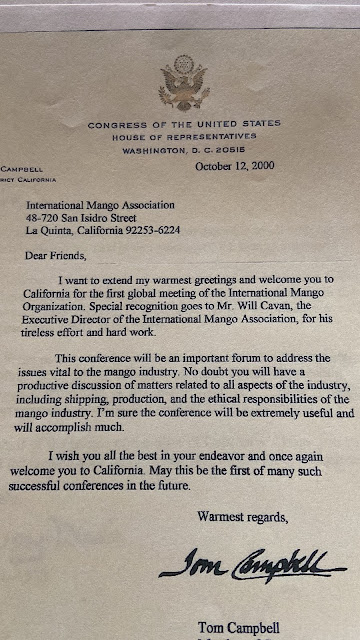 CONGRESS OF THE UNITED STATES
HOUSE OF REPRESENTATIVES
WASHINGTON, D. C. 20515
CAMPBELL
RICT CALIFORNIA
October 12, 2000
International Mango Association
48-720 San Isidro Street
La Quinta, California 92253-6224
Dear Friends,
I want to extend my warmest greetings and welcome you to
California for the first global meeting of the International Mango
Organization. Special recognition goes to Mr. Will Cavan, the
Executive Director of the International Mango Association, for his
tireless effort and hard work.
This conference will be an important forum to address the
issues vital to the mango industry. No doubt you will have a
productive discussion of matters related to all aspects of the industry,
including shipping, production, and the ethical responsibilities of the
mango industry. I'm sure the conference will be extremely useful and
will accomplish much.
I wish you all the best in your endeavor and once again
welcome you to California. May this be the first of many such
successful conferences in the future.
Warmest regards,
Tom Campbell
Tom Campbell